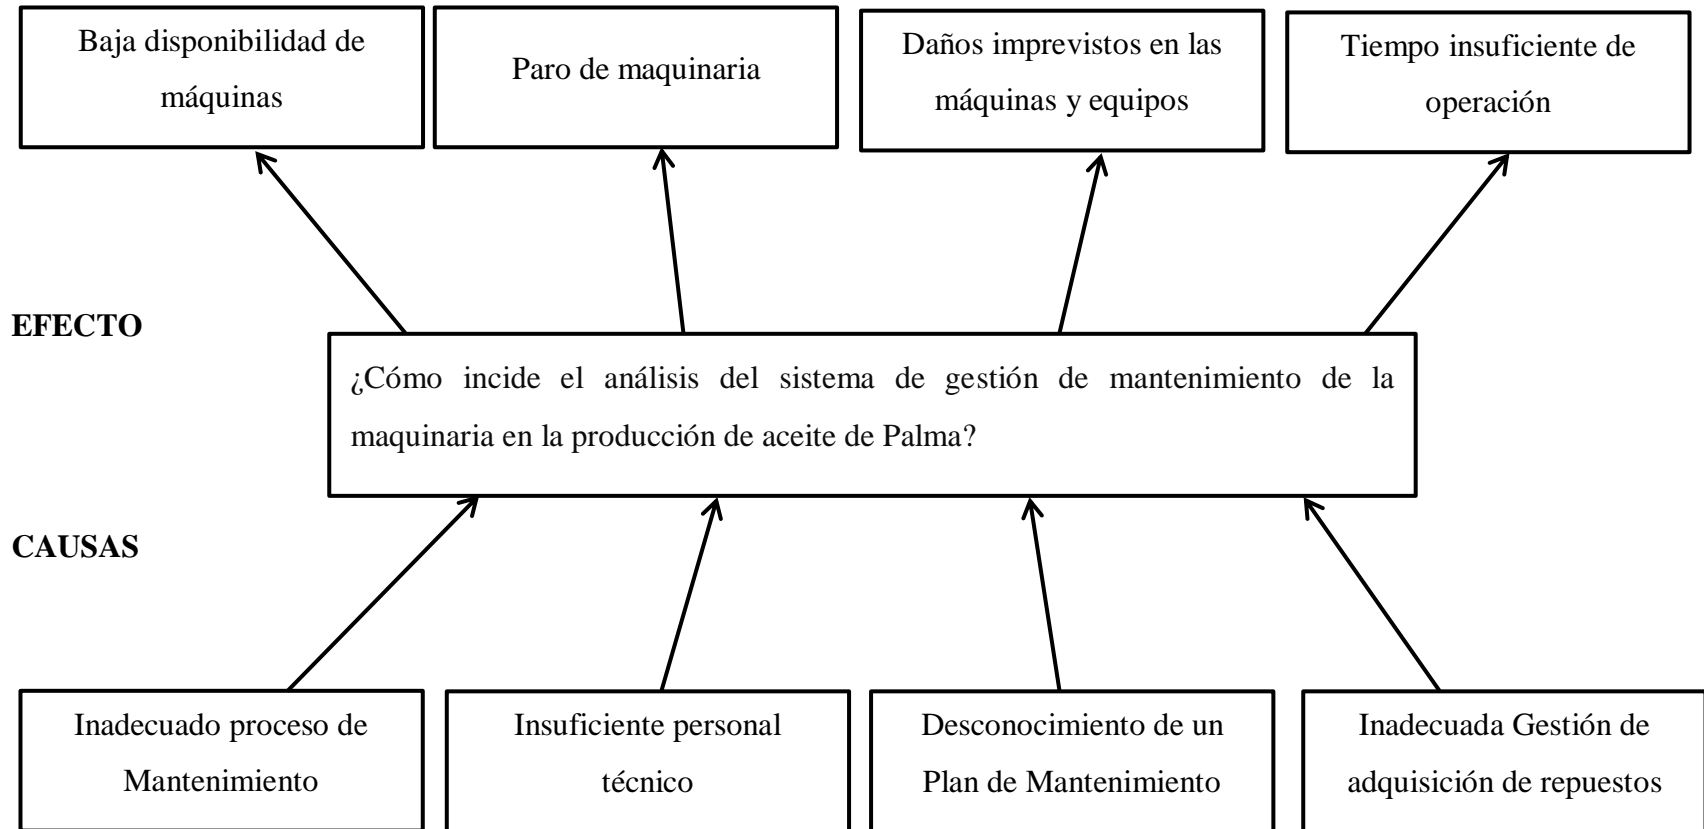 Baja disponibilidad de
máquinas
Paro de maquinaria
Daños imprevistos en las
máquinas y equipos
Tiempo insuficiente de
operación
EFECTO
¿Cómo incide el análisis del sistema de gestión de mantenimiento de la
maquinaria en la producción de aceite de Palma?
CAUSAS
Inadecuado proceso de
Mantenimiento
Insuficiente personal
técnico
Desconocimiento de un
Plan de Mantenimiento
Inadecuada Gestión de
adquisición de repuestos